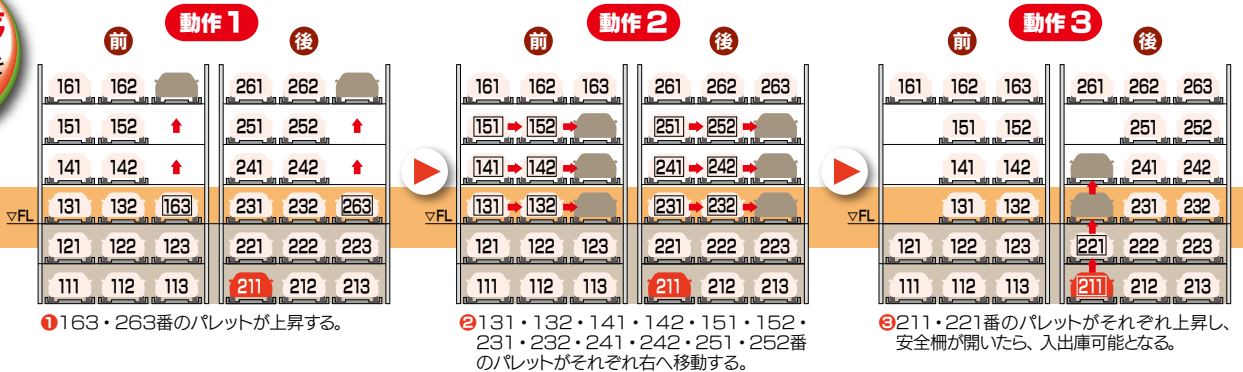 動作1
前 後
161 162 261 262
151 152 251 252
141 142 241 242
▽FL 131 132 163 231 232 263
121 122 123 221 222 223
111 112 113 211 212 213
❶163・263番のパレットが上昇する。
動作2
前 後
161 162 163 261 262 263
151 152 251 252
141 142 241 242
▽FL 131 132 231 232
121 122 123 221 222 223
111 112 113 211 212 213
❷131・132・141・142・151・152・
231・232・241・242・251・252番
のパレットがそれぞれ右へ移動する。
動作3
前 後
161 162 163 261 262 263
151 152 251 252
141 142 241 242
▽FL 131 132 231 232
121 122 123 221 222 223
111 112 113 211 212 213
❸211・221番のパレットがそれぞれ上昇し、
安全柵が開いたら、入出庫可能となる。